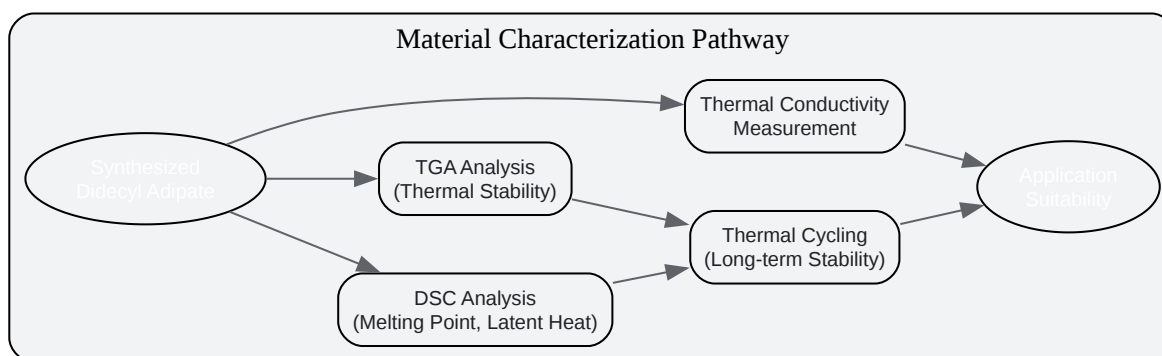 Material Characterization Pathway
Synthesized
Didecyl Adipate
TGA Analysis
(Thermal Stability)
DSC Analysis
(Melting Point, Latent Heat)
Thermal Conductivity
Measurement
Thermal Cycling
(Long-term Stability)
Application
Suitability